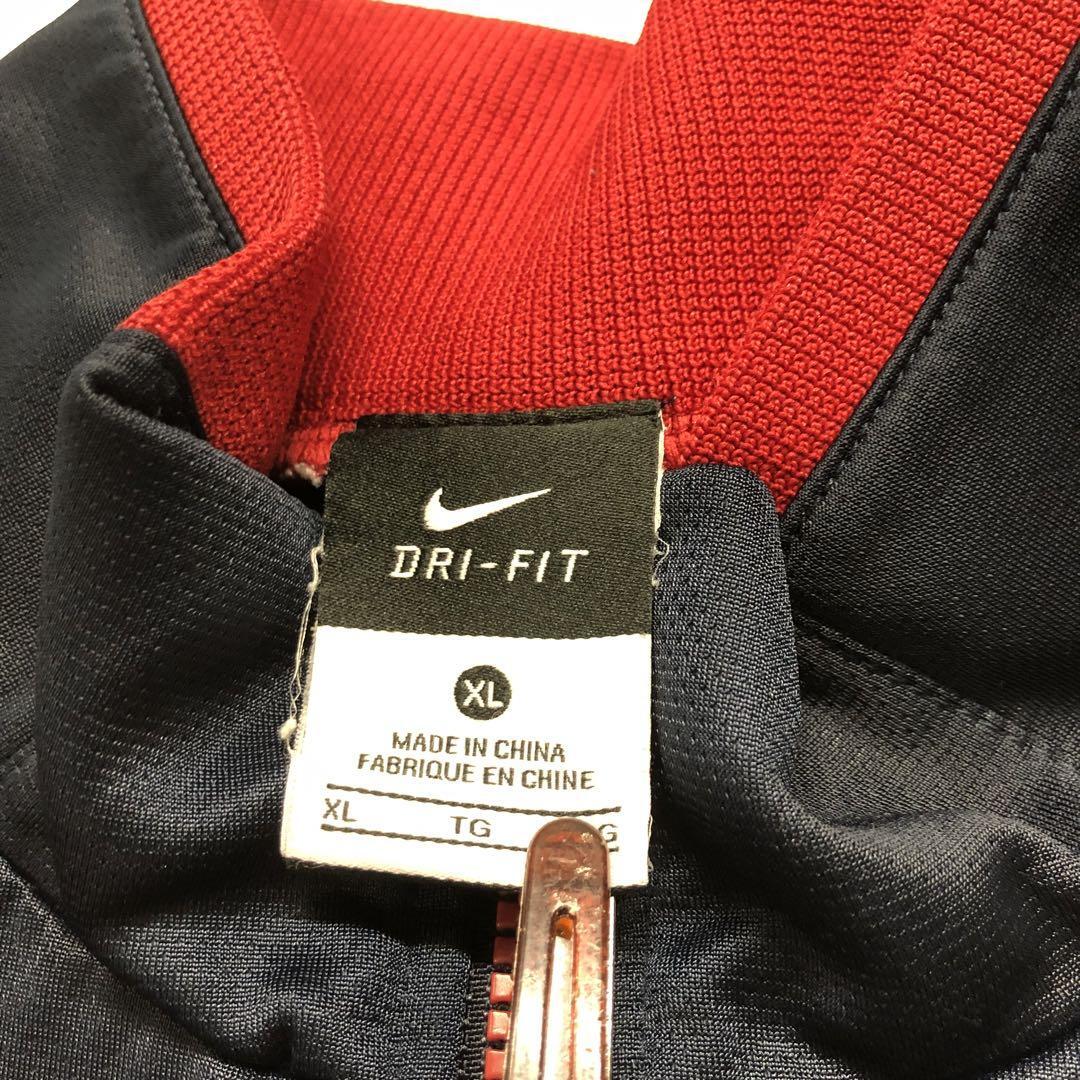 DRI-FIT
XL
MADE IN CHINA
FABRIQUE EN CHINE
XL TG